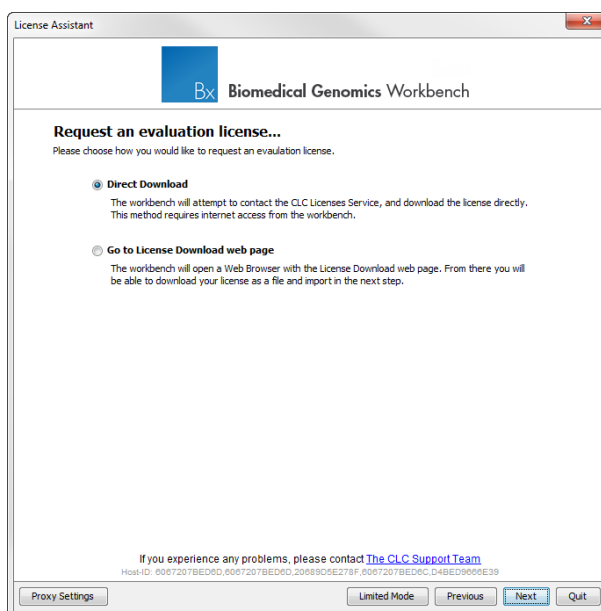 License Assistant
Bx Biomedical Genomics Workbench
Request an evaluation license...
Please choose how you would like to request an evaulation license.
Direct Download
The workbench will attempt to contact the CLC Licenses Service, and download the license directly.
This method requires internet access from the workbench.
Go to License Download web page
The workbench will open a Web Browser with the License Download web page. From there you will
be able to download your license as a file and import in the next step.
If you experience any problems, please contact The CLC Support Team
Host-ID: 6067207BED6D,6067207BED6D,20689D5E278F,6067207BED6C,D4BED9666E39
Proxy Settings Limited Mode Previous Next Quit